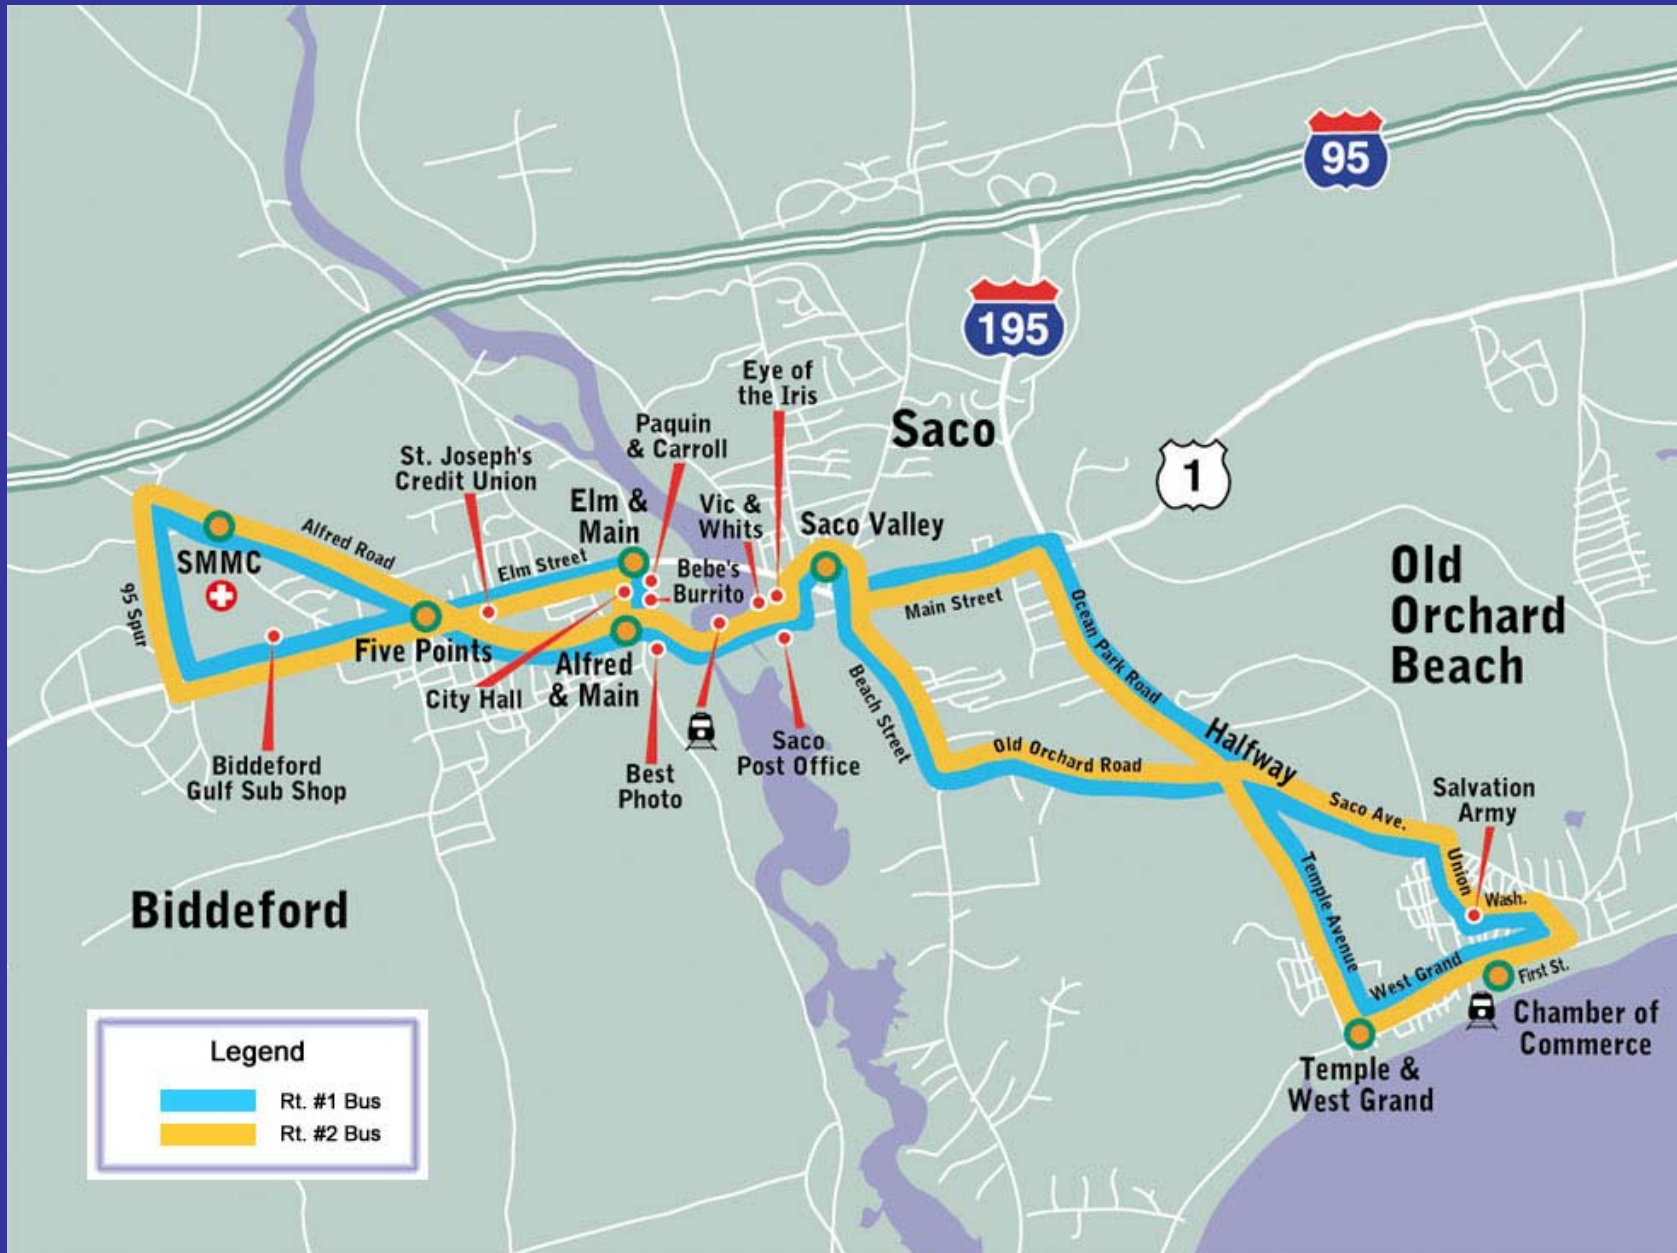 95
195
Eye of
the Iris
Saco
Paquin
& Carroll
1
St. Joseph's
Credit Union
Elm &
Main
Vic &
Whits
Saco Valley
Alfred Road
SMMC
Elm Street
Bebe's
Burrito
Old
Orchard
Beach
95 Spur
Main Street
Ocean Park Road
Five Points
Alfred
& Main
City Hall
Beach Street
Halfway
Saco
Post Office
Old Orchard Road
Biddeford
Gulf Sub Shop
Best
Photo
Salvation
Army
Saco Ave.
Union
Wash.
Temple Avenue
Biddeford
West Grand
First St.
Chamber of
Commerce
Temple &
West Grand
Legend
Rt. #1 Bus
Rt. #2 Bus